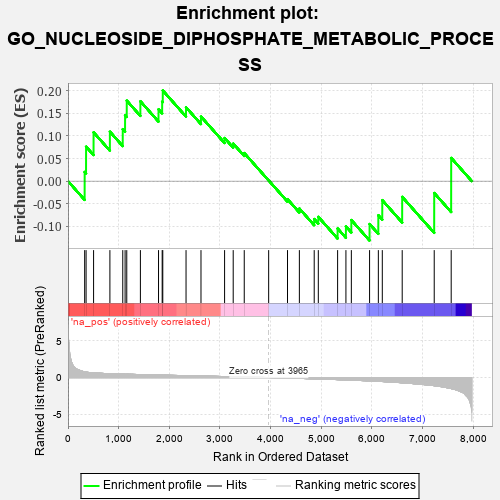 Enrichment plot:
GO_NUCLEOSIDE_DIPHOSPHATE_METABOLIC_PROCE
SS
Enrichment score (ES)
0.20
0.15
0.10
0.05
0.00
-0.05
-0.10
'na_pos' (positively correlated)
Ranked list metric (PreRanked)
5
0
-5
Zero cross at 3965
'na_neg' (negatively correlated)
0
1,000
2,000
3,000
4,000
5,000
6,000
7,000
8,000
Rank in Ordered Dataset
Enrichment profile
Hits
Ranking metric scores